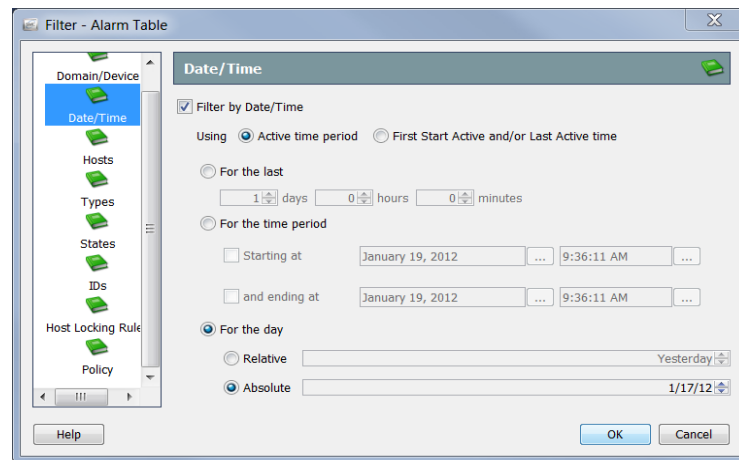 Filter - Alarm Table
Domain/Device
Date/Time
Hosts
Types
States
IDs
Host Locking Rule
Policy
Date/Time
Filter by Date/Time
Using Active time period First Start Active and/or Last Active time
For the last
1 days 0 hours 0 minutes
For the time period
Starting at January 19, 2012 ... 9:36:11 AM ...
and ending at January 19, 2012 ... 9:36:11 AM ...
For the day
Relative Yesterday
Absolute 1/17/12
Help OK Cancel